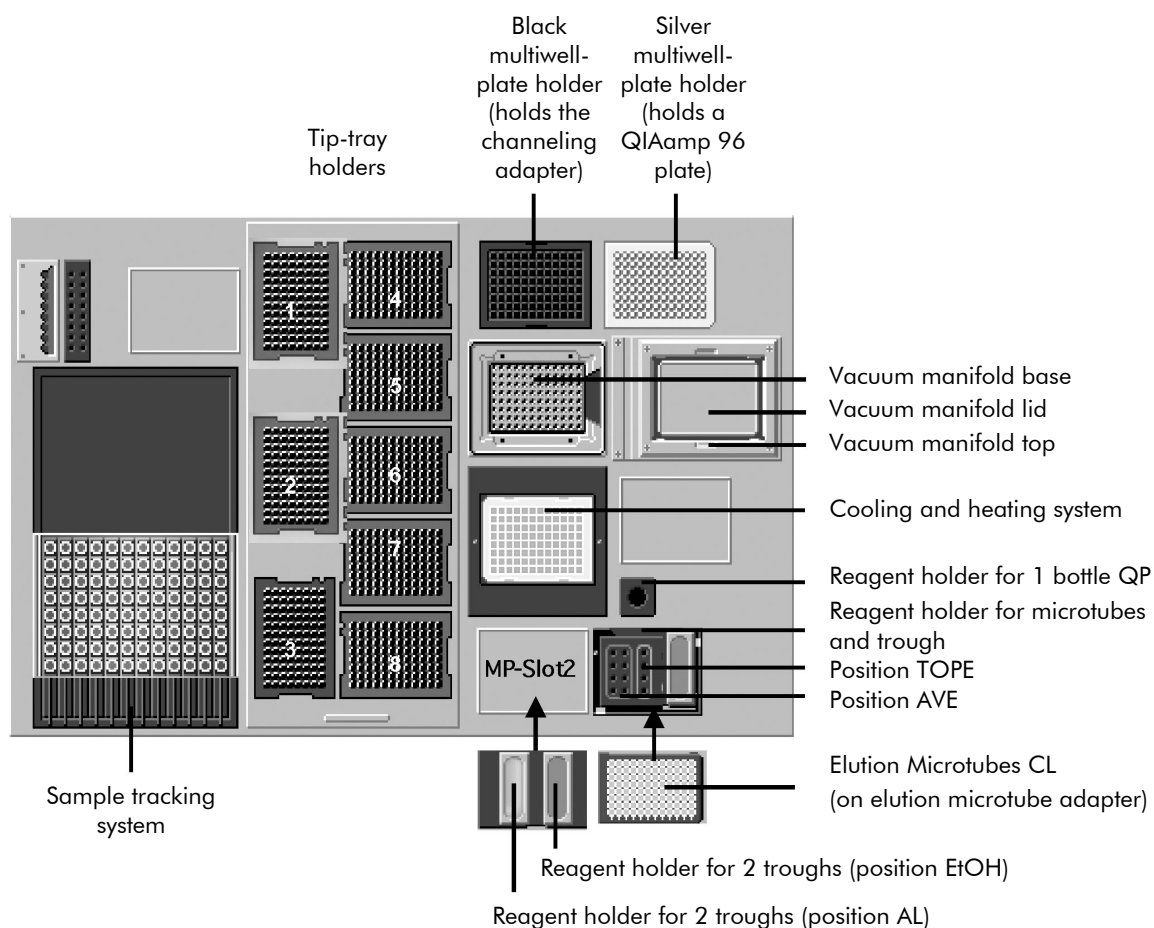 Black
multiwell-
plate holder
(holds the
channeling
adapter)
Silver
multiwell-
plate holder
(holds a
QIAamp 96
plate)
Tip-tray
holders
1
4
5
2
6
7
3
8
MP-Slot2
Vacuum manifold base
Vacuum manifold lid
Vacuum manifold top
Cooling and heating system
Reagent holder for 1 bottle QP
Reagent holder for microtubes
and trough
Position TOPE
Position AVE
Elution Microtubes CL
(on elution microtube adapter)
Sample tracking
system
Reagent holder for 2 troughs (position EtOH)
Reagent holder for 2 troughs (position AL)